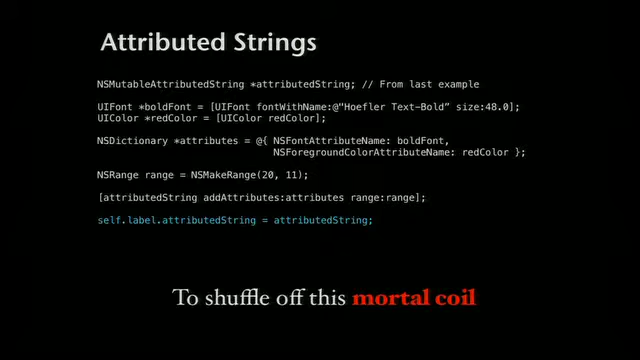 Attributed Strings
NSMutableAttributedString *attributedString; // From last example
UIFont *boldFont = [UIFont fontWithName:@"Hoefler Text-Bold” size:48.0];
UIColor *redColor = [UIColor redColor];
NSDictionary *attributes = @{ NSFontAttributeName: boldFont,
NSForegroundColorAttributeName: redColor };
NSRange range = NSMakeRange(20, 11);
[attributedString addAttributes:attributes range:range];
self.label.attributedString = attributedString;
To shuffle off this mortal coil